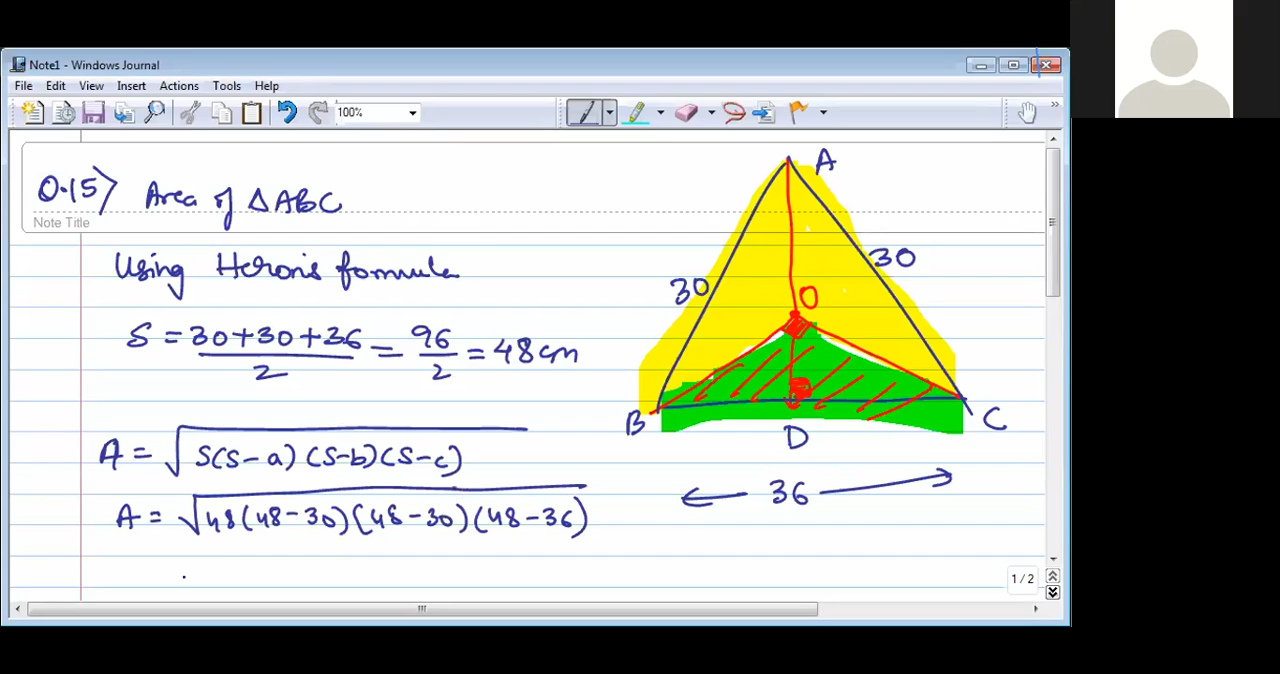 Note1 - Windows Journal
File Edit View Insert Actions Tools Help
100%
Q.15) Area of ΔABC
Note Title
Using Heron's formula
S = 30+30+36 / 2 = 96 / 2 = 48 cm
A = √S(S-a)(S-b)(S-c)
A = √48(48-30)(48-30)(48-36)
A
30
30
O
B
C
D
36
1 / 2